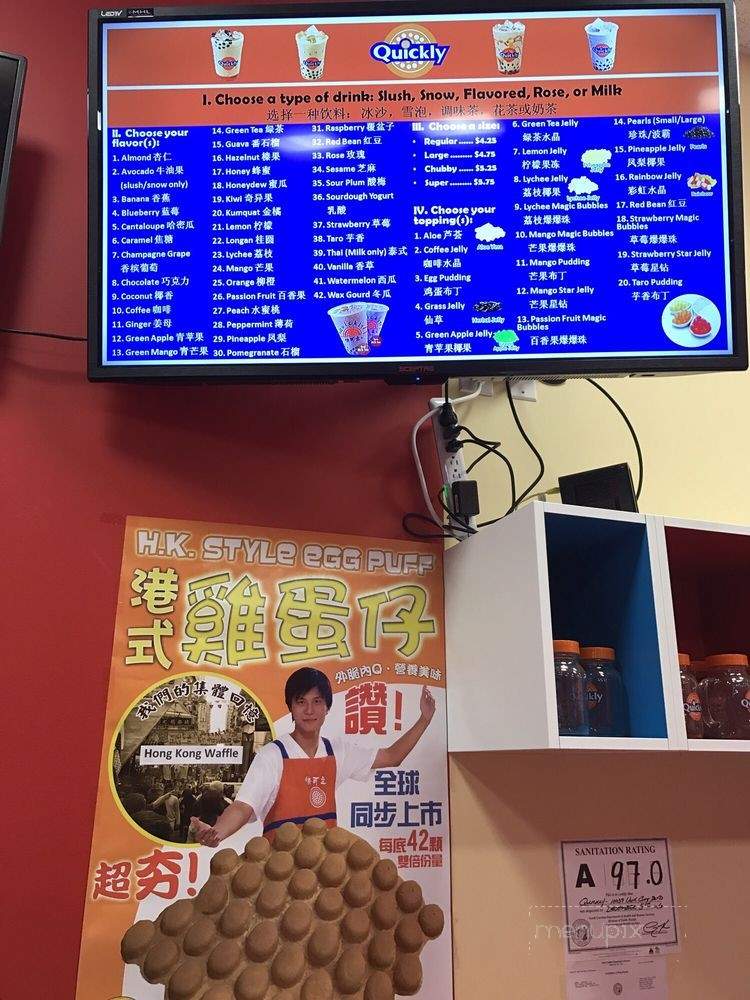 LEDTV
MHL
Quickly
I. Choose a type of drink: Slush, Snow, Flavored, Rose, or Milk
选择一种饮料: 冰沙，雪泡，调味茶，花茶或奶茶
II. Choose your
flavor(s):
1. Almond 杏仁
2. Avocado 牛油果
(slush/snow only)
3. Banana 香蕉
4. Blueberry 蓝莓
5. Cantaloupe 哈密瓜
6. Caramel 焦糖
7. Champagne Grape
香槟葡萄
8. Chocolate 巧克力
9. Coconut 椰香
10. Coffee 咖啡
11. Ginger 姜母
12. Green Apple 青苹果
13. Green Mango 青芒果
14. Green Tea 绿茶
15. Guava 番石榴
16. Hazelnut 榛果
17. Honey 蜂蜜
18. Honeydew 蜜瓜
19. Kiwi 奇异果
20. Kumquat 金橘
21. Lemon 柠檬
22. Longan 桂圆
23. Lychee 荔枝
24. Mango 芒果
25. Orange 柳橙
26. Passion Fruit 百香果
27. Peach 水蜜桃
28. Peppermint 薄荷
29. Pineapple 凤梨
30. Pomegranate 石榴
31. Raspberry 覆盆子
32. Red Bean 红豆
33. Rose 玫瑰
34. Sesame 芝麻
35. Sour Plum 酸梅
36. Sourdough Yogurt
乳酸
37. Strawberry 草莓
38. Taro 芋香
39. Thai (Milk only) 泰式
40. Vanilla 香草
41. Watermelon 西瓜
42. Wax Gourd 冬瓜
III. Choose a size:
• Regular ...... $4.25
• Large ......... $4.75
• Chubby ...... $5.25
• Super ......... $9.75
IV. Choose your
topping(s):
1. Aloe 芦荟
2. Coffee Jelly
咖啡水晶
3. Egg Pudding
鸡蛋布丁
4. Grass Jelly
仙草
5. Green Apple Jelly
青苹果椰果
Aloe Vera
Herbal Jelly
Apple Jelly
6. Green Tea Jelly
绿茶水晶
7. Lemon Jelly
柠檬果冻
8. Lychee Jelly
荔枝椰果
9. Lychee Magic Bubbles
荔枝爆爆珠
10. Mango Magic Bubbles
芒果爆爆珠
11. Mango Pudding
芒果布丁
12. Mango Star Jelly
芒果星钻
13. Passion Fruit Magic
Bubbles
百香果爆爆珠
Lychee Jelly
14. Pearls (Small/Large)
珍珠/波霸
15. Pineapple Jelly
凤梨椰果
16. Rainbow Jelly
彩虹水晶
17. Red Bean 红豆
18. Strawberry Magic
Bubbles
草莓爆爆珠
19. Strawberry Star Jelly
草莓星钻
20. Taro Pudding
芋香布丁
Pearls
Rainbow
SCEPTRE
H.K. STYLE EGG PUFF
港式
雞蛋仔
外脆內Q·營養美味
我們的集體回憶
Hong Kong Waffle
讚!
全球
同步上市
每底42顆
雙倍份量
超夯!
Quickly
Quickly
SANITATION RATING
A 97.0
menupix